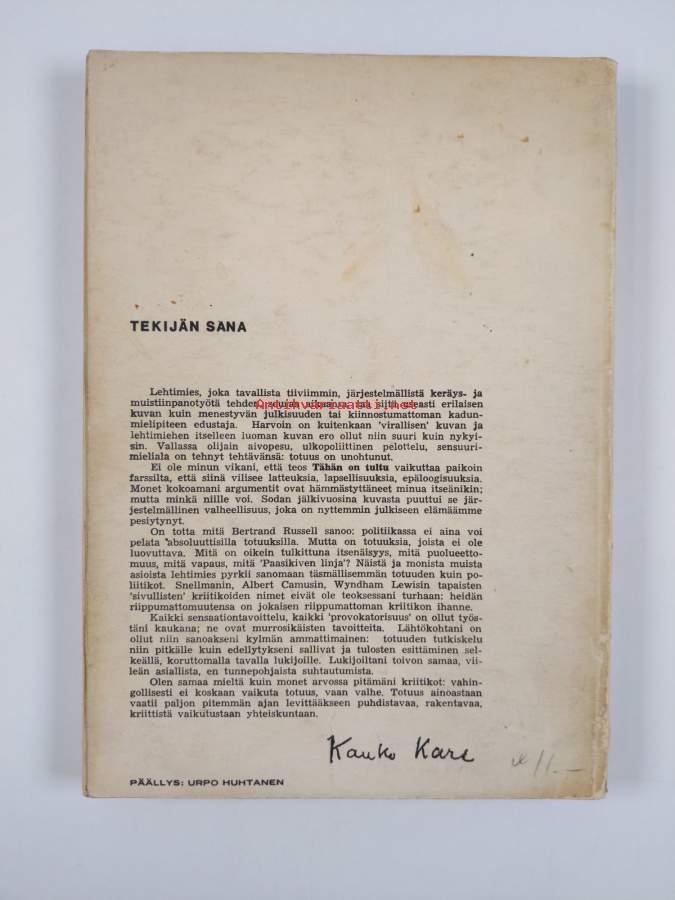 TEKIJÄN SANA
Lehtimies, joka tavallista tiiviimmin, järjestelmällistä keräys- ja
muistiinpanotyötä tehden seuraa aikaansa, saa siitä useasti erilaisen
Antikvariaatti.net
kuvan kuin menestyvän julkisuuden tai kiinnostumattoman kadun-
mielipiteen edustaja. Harvoin on kuitenkaan 'virallisen' kuvan ja
lehtimiehen itselleen luoman kuvan ero ollut niin suuri kuin nykyi-
sin. Vallassa olijain aivopesu, ulkopoliittinen pelottelu, sensuuri-
mieliala on tehnyt tehtävänsä: totuus on unohtunut.
Ei ole minun vikani, että teos Tähän on tultu vaikuttaa paikoin
farssilta, että siinä vilisee latteuksia, lapsellisuuksia, epäloogisuuksia.
Monet kokoamani argumentit ovat hämmästyttäneet minua itseänikin;
mutta minkä niille voi. Sodan jälkivuosina kuvasta puuttui se jär-
jestelmällinen valheellisuus, joka on nyttemmin julkiseen elämäämme
pesiytynyt.
On totta mitä Bertrand Russell sanoo: politiikassa ei aina voi
pelata absoluuttisilla totuuksilla. Mutta on totuuksia, joista ei ole
luovuttava. Mitä on oikein tulkittuna itsenäisyys, mitä puolueetto-
muus, mitä vapaus, mitä 'Paasikiven linja'? Näistä ja monista muista
asioista lehtimies pyrkii sanomaan täsmällisemmän totuuden kuin po-
liitikot. Snellmanin, Albert Camusin, Wyndham Lewisin tapaisten
'sivullisten' kriitikoiden nimet eivät ole teoksessani turhaan: heidän
riippumattomuutensa on jokaisen riippumattoman kriitikon ihanne.
Kaikki sensaationtavoittelu, kaikki 'provokatorisuus' on ollut työs-
täni kaukana; ne ovat murrosikäisten tavoitteita. Lähtökohtani on
ollut niin sanoakseni kylmän ammattimainen: totuuden tutkiskelu
niin pitkälle kuin edellytykseni sallivat ja tulosten esittäminen sel-
keällä, koruttomalla tavalla lukijoille. Lukijoiltani toivon samaa, vii-
leän asiallista, en tunnepohjaista suhtautumista.
Olen samaa mieltä kuin monet arvossa pitämäni kriitikot: vahin-
gollisesti ei koskaan vaikuta totuus, vaan valhe. Totuus ainoastaan
vaatii paljon pitemmän ajan levittääkseen puhdistavaa, rakentavaa,
kriittistä vaikutustaan yhteiskuntaan.
Kauko Kare
11.–
PÄÄLLYS: URPO HUHTANEN